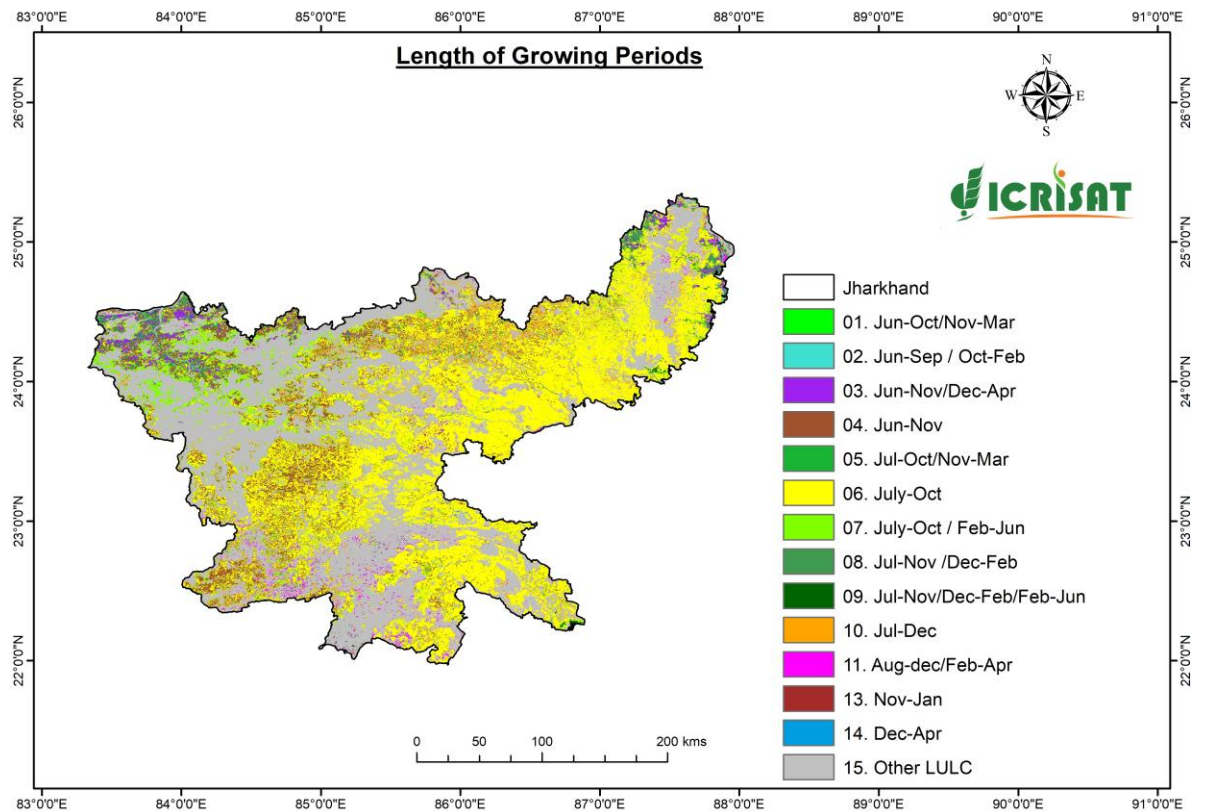 83°0'0"E 84°0'0"E 85°0'0"E 86°0'0"E 87°0'0"E 88°0'0"E 89°0'0"E 90°0'0"E 91°0'0"E
Length of Growing Periods
N
W E
S
ICRISAT
26°0'0"N 26°0'0"N
25°0'0"N 25°0'0"N
24°0'0"N 24°0'0"N
23°0'0"N 23°0'0"N
22°0'0"N 22°0'0"N
Jharkhand
01. Jun-Oct/Nov-Mar
02. Jun-Sep / Oct-Feb
03. Jun-Nov/Dec-Apr
04. Jun-Nov
05. Jul-Oct/Nov-Mar
06. July-Oct
07. July-Oct / Feb-Jun
08. Jul-Nov /Dec-Feb
09. Jul-Nov/Dec-Feb/Feb-Jun
10. Jul-Dec
11. Aug-dec/Feb-Apr
13. Nov-Jan
14. Dec-Apr
15. Other LULC
0 50 100 200 kms
83°0'0"E 84°0'0"E 85°0'0"E 86°0'0"E 87°0'0"E 88°0'0"E 89°0'0"E 90°0'0"E 91°0'0"E